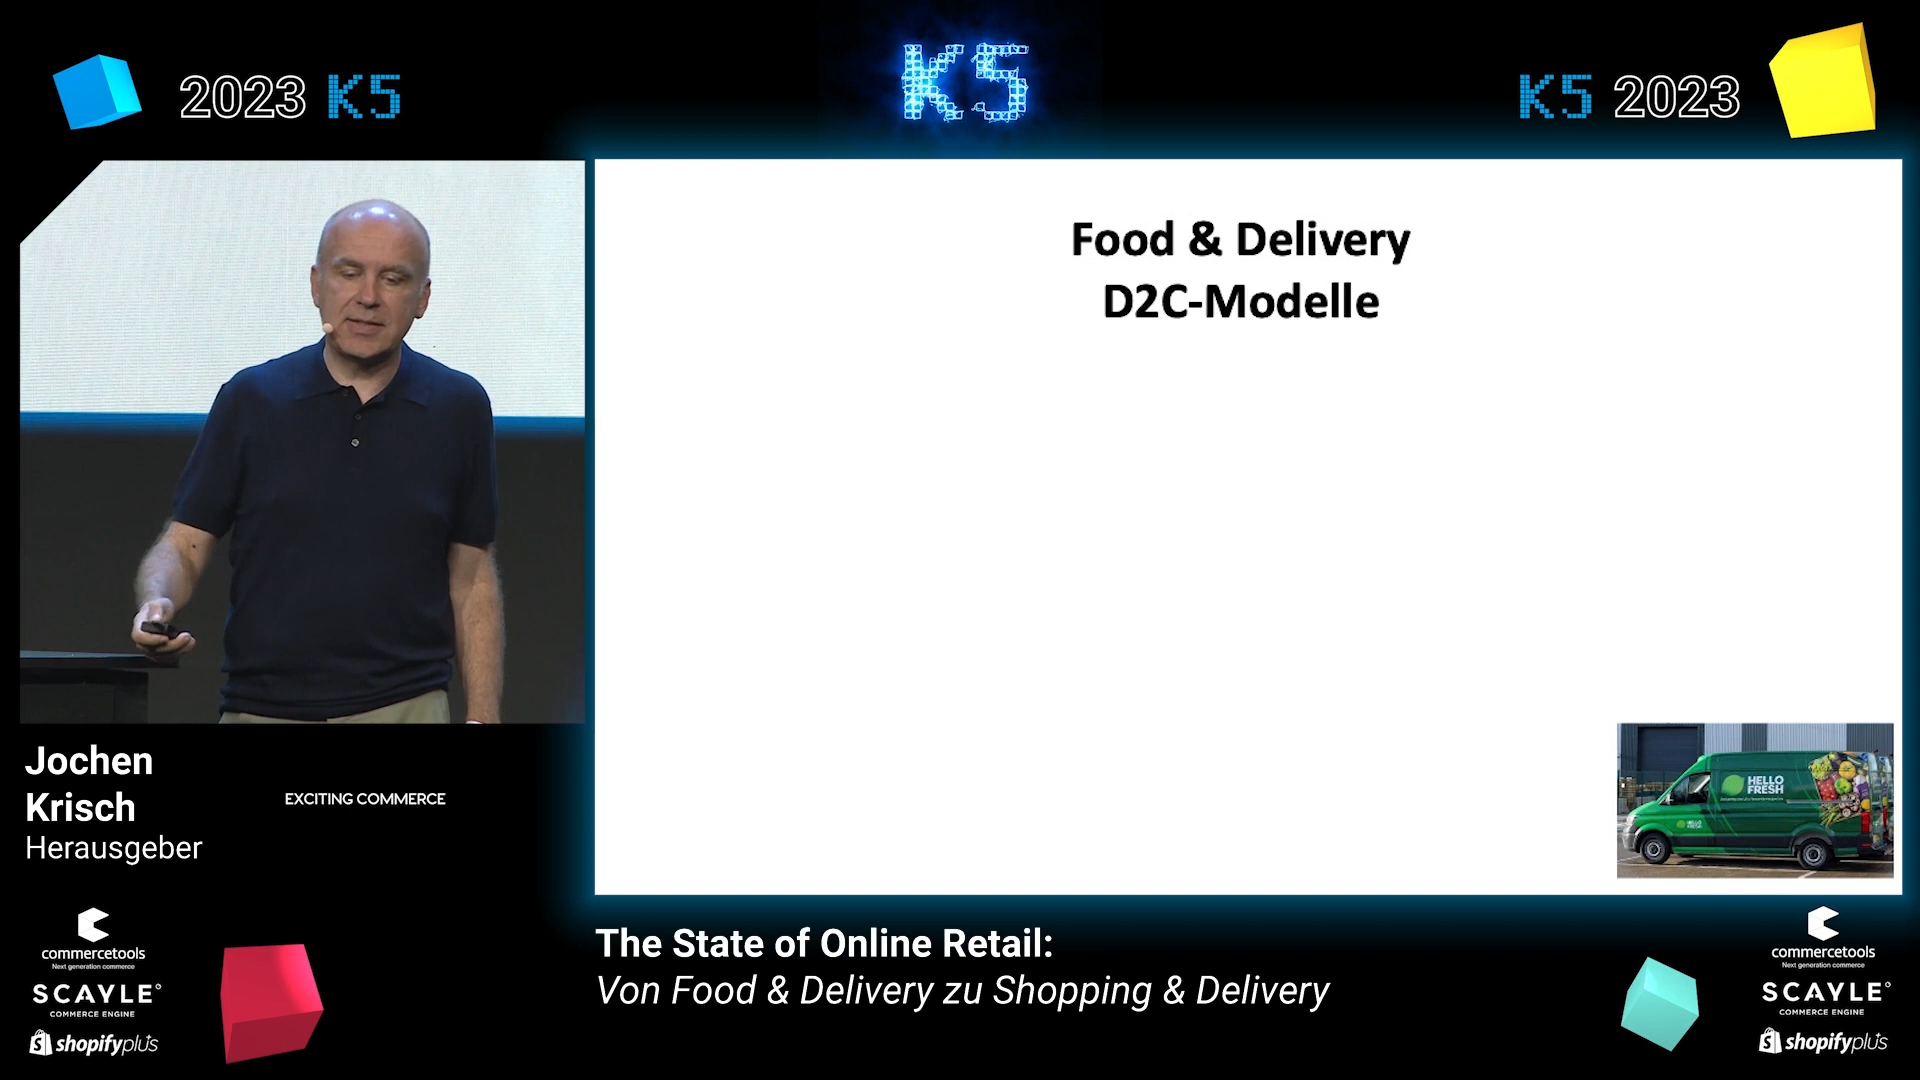 2023 K5
K5
K5 2023
Food & Delivery
D2C-Modelle
HELLO
FRESH
Jochen
Krisch
Herausgeber
EXCITING COMMERCE
The State of Online Retail:
Von Food & Delivery zu Shopping & Delivery
commercetools
Next generation commerce
SCAYLE
COMMERCE ENGINE
shopifyplus
commercetools
Next generation commerce
SCAYLE
COMMERCE ENGINE
shopifyplus